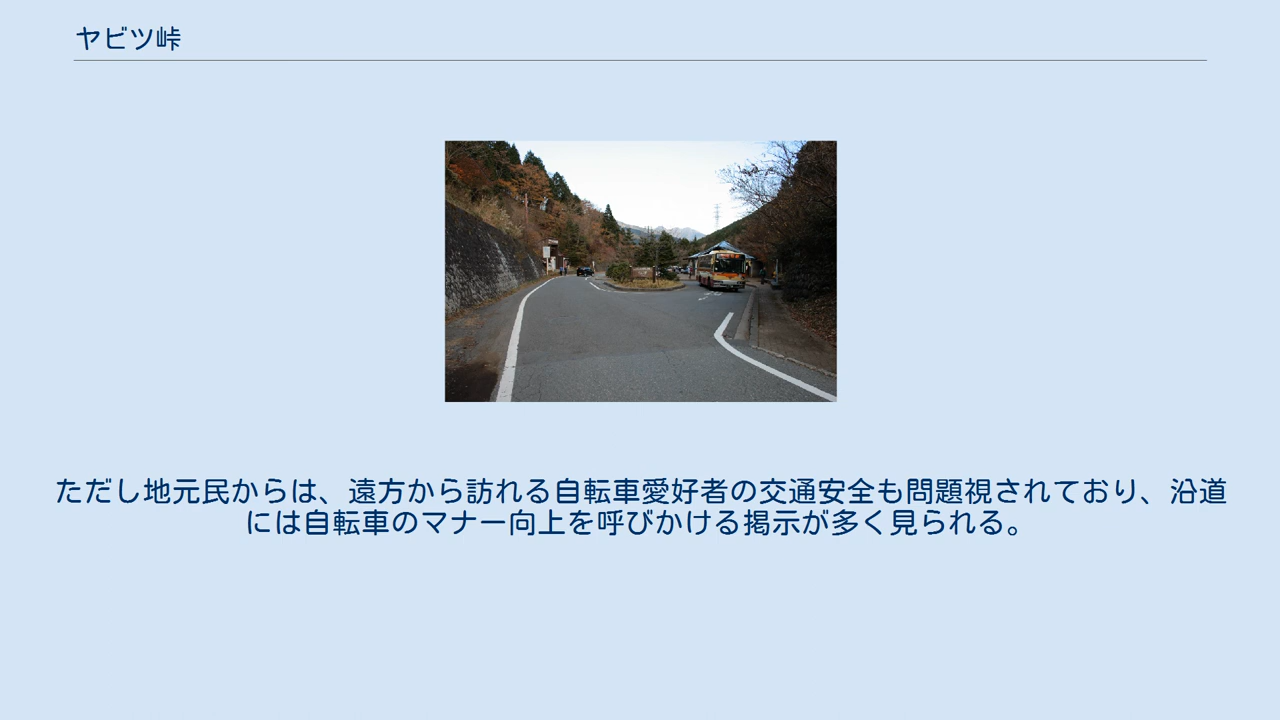 ヤビツ峠
ただし地元民からは、遠方から訪れる自転車愛好者の交通安全も問題視されており、沿道
には自転車のマナー向上を呼びかける掲示が多く見られる。